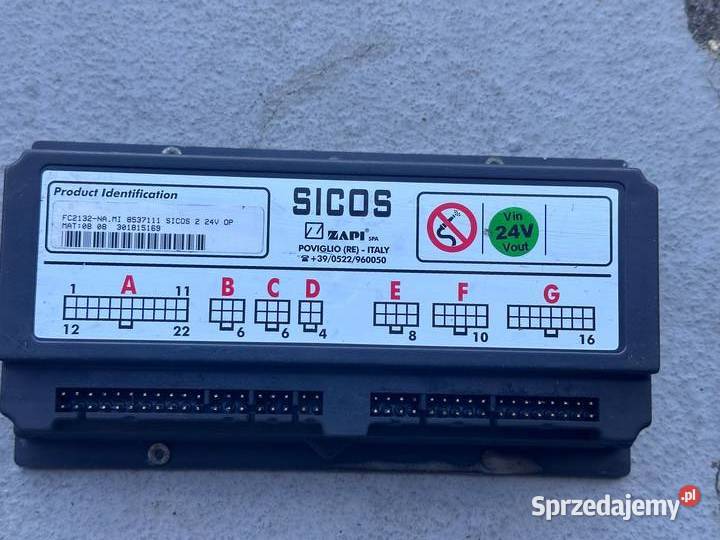 Product Identification
FC2132-NA.MI 8537111 SICOS 2 24V OP
MAT:08 08 301815169
SICOS
ZAPI SPA
POVIGLIO (RE) - ITALY
☎+39/0522/960050
Vin
24V
Vout
1 A 11
12 22
B
6
C
6
D
4
E
8
F
10
G
16
Sprzedajemy.pl